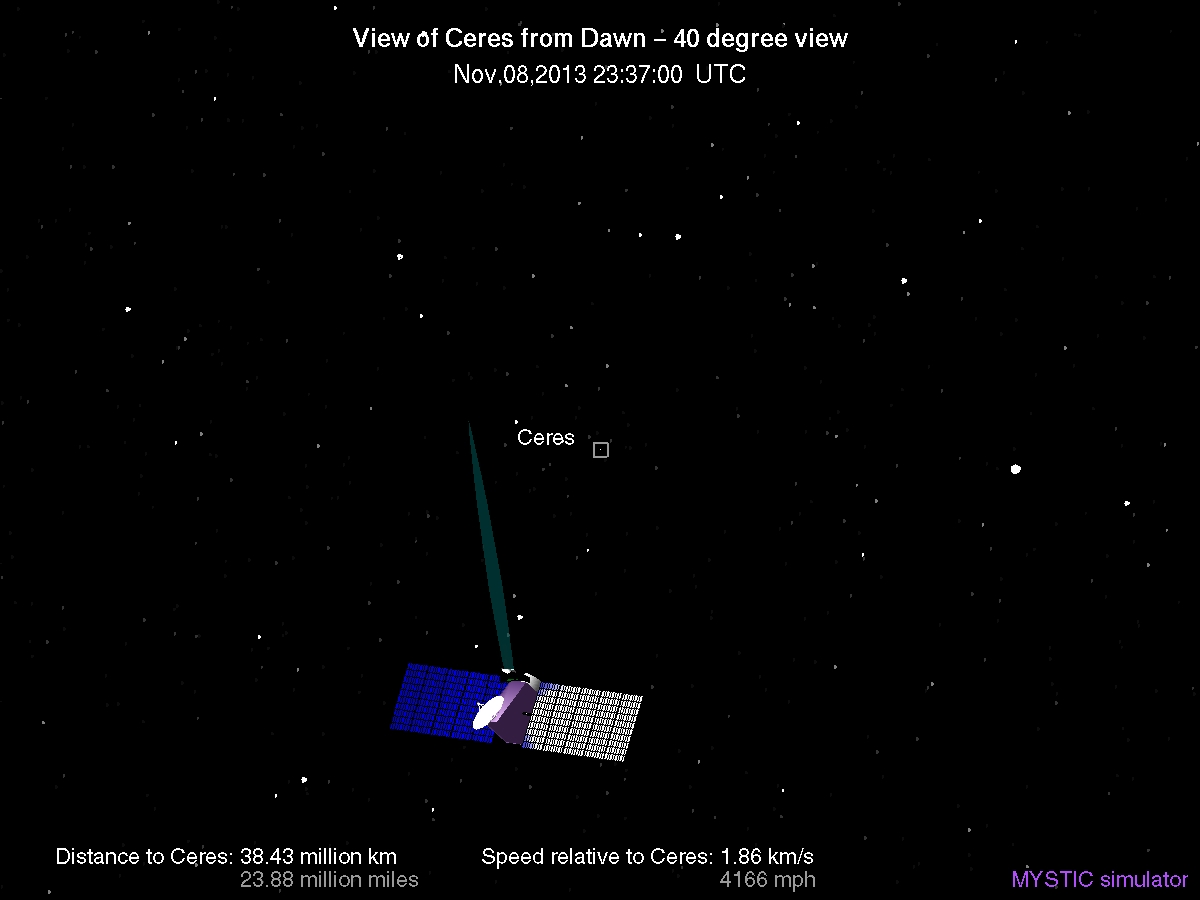 View of Ceres from Dawn – 40 degree view
Nov,08,2013 23:37:00 UTC
Ceres
Distance to Ceres: 38.43 million km
23.88 million miles
Speed relative to Ceres: 1.86 km/s
4166 mph
MYSTIC simulator